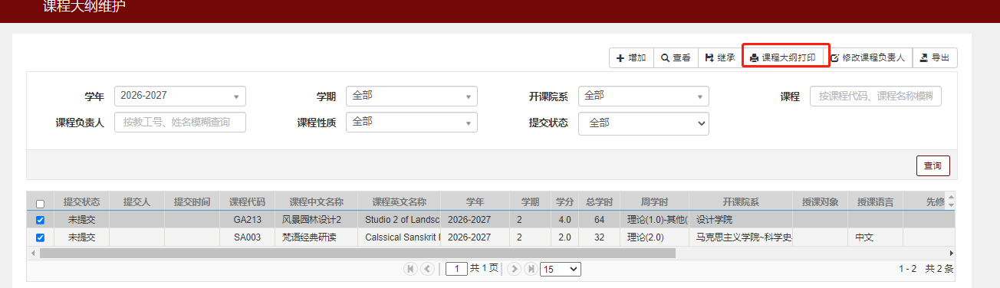 课程大纲维护
增加 查看 继承 课程大纲打印 修改课程负责人 导出
学年 2026-2027 学期 全部 开课院系 全部 课程 按课程代码、课程名称模糊
课程负责人 按教工号、姓名模糊查询 课程性质 全部 提交状态 全部
查询
提交状态 提交人 提交时间 课程代码 课程中文名称 课程英文名称 学年 学期 学分 总学时 周学时 开课院系 授课对象 授课语言 先修
未提交 GA213 风景园林设计2 Studio 2 of Landsc 2026-2027 2 4.0 64 理论(1.0)-其他( 设计学院
未提交 SA003 梵语经典研读 Calssical Sanskrit 2026-2027 2 2.0 32 理论(2.0) 马克思主义学院~科学史 中文
1 共 1 页 15 1 - 2 共 2 条